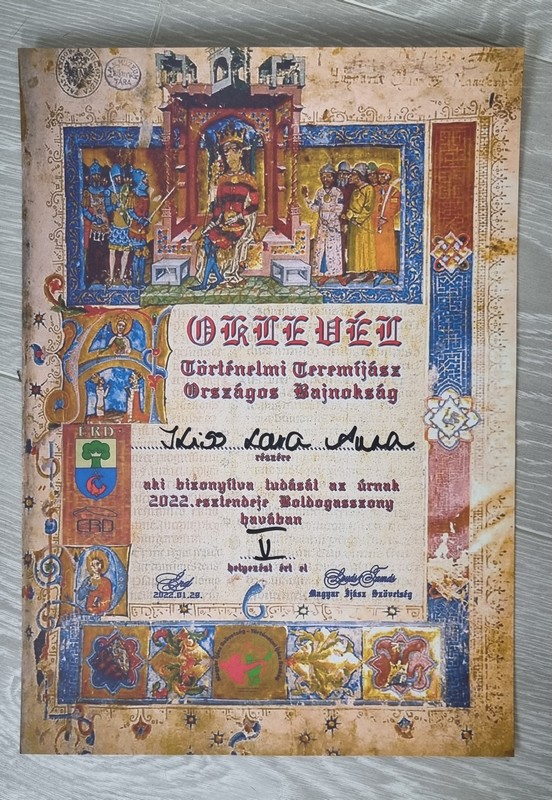 OKLEVÉL
Történelmi Teremíjász
Országos Bajnokság
Kiss Lara Anna
részére
ÉRD
aki bizonyítva tudását az úrnak
2022.esztendeje Boldogasszony
havában
ÉRD
V
helyezést ért el
2022.01.28.
Magyar Íjász Szövetség